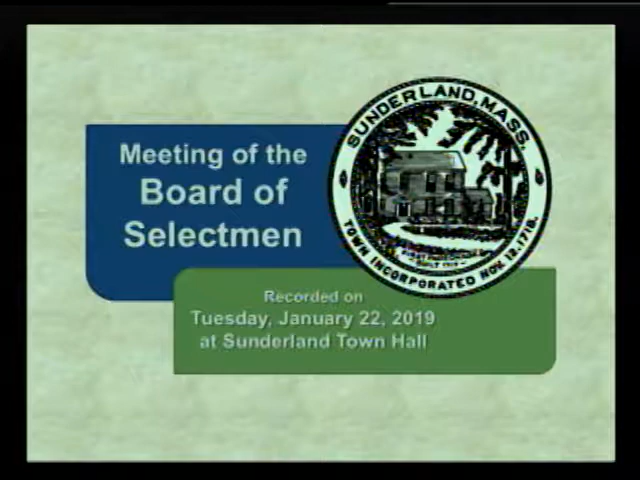 Meeting of the
Board of
Selectmen
SUNDERLAND, MASS.
TOWN INCORPORATED NOV. 12, 1718.
Recorded on
Tuesday, January 22, 2019
at Sunderland Town Hall